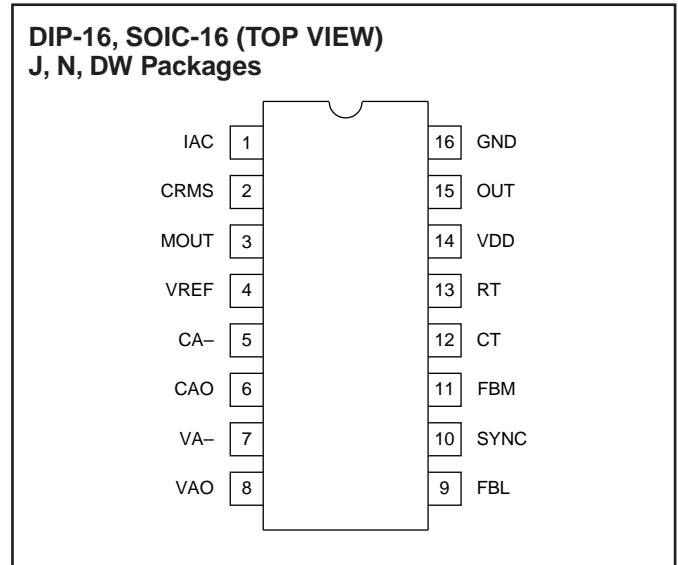 DIP-16, SOIC-16 (TOP VIEW)
J, N, DW Packages
IAC 1 16 GND
CRMS 2 15 OUT
MOUT 3 14 VDD
VREF 4 13 RT
CA– 5 12 CT
CAO 6 11 FBM
VA– 7 10 SYNC
VAO 8 9 FBL